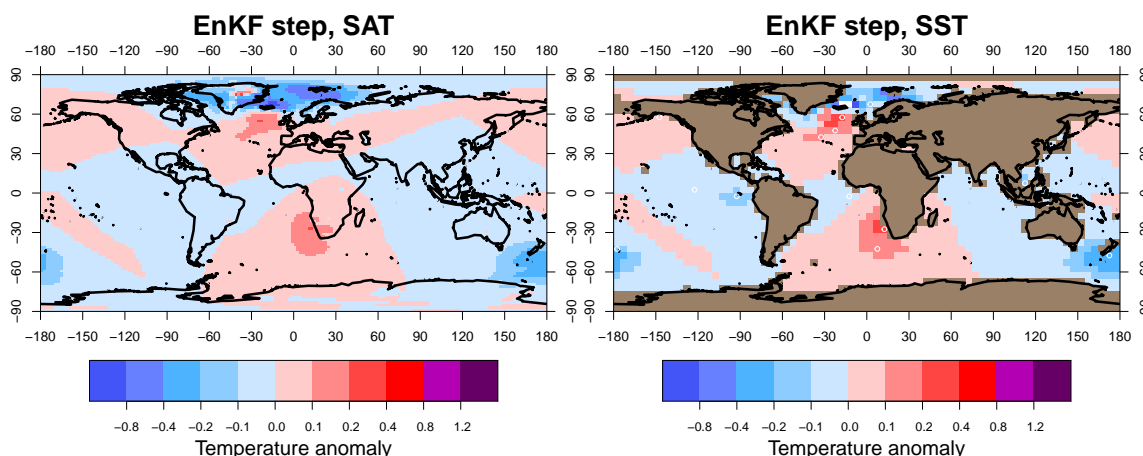 EnKF step, SAT
−180 −120 −90 −60 −30 0 30 60 90 120 150 180
90 60 30 0 −30 −60 −90
−180 −120 −90 −60 −30 0 30 60 90 120 150 180
−0.8 −0.4 −0.1 −0.1 0.0 0.1 0.2 0.4 0.8 1.2
Temperature anomaly
EnKF step, SST
−180 −120 −90 −60 −30 0 30 60 90 120 150 180
90 60 30 0 −30 −60 −90
−180 −120 −90 −60 −30 0 30 60 90 120 150 180
−0.8 −0.4 −0.2 −0.1 0.0 0.1 0.2 0.4 0.8 1.2
Temperature anomaly